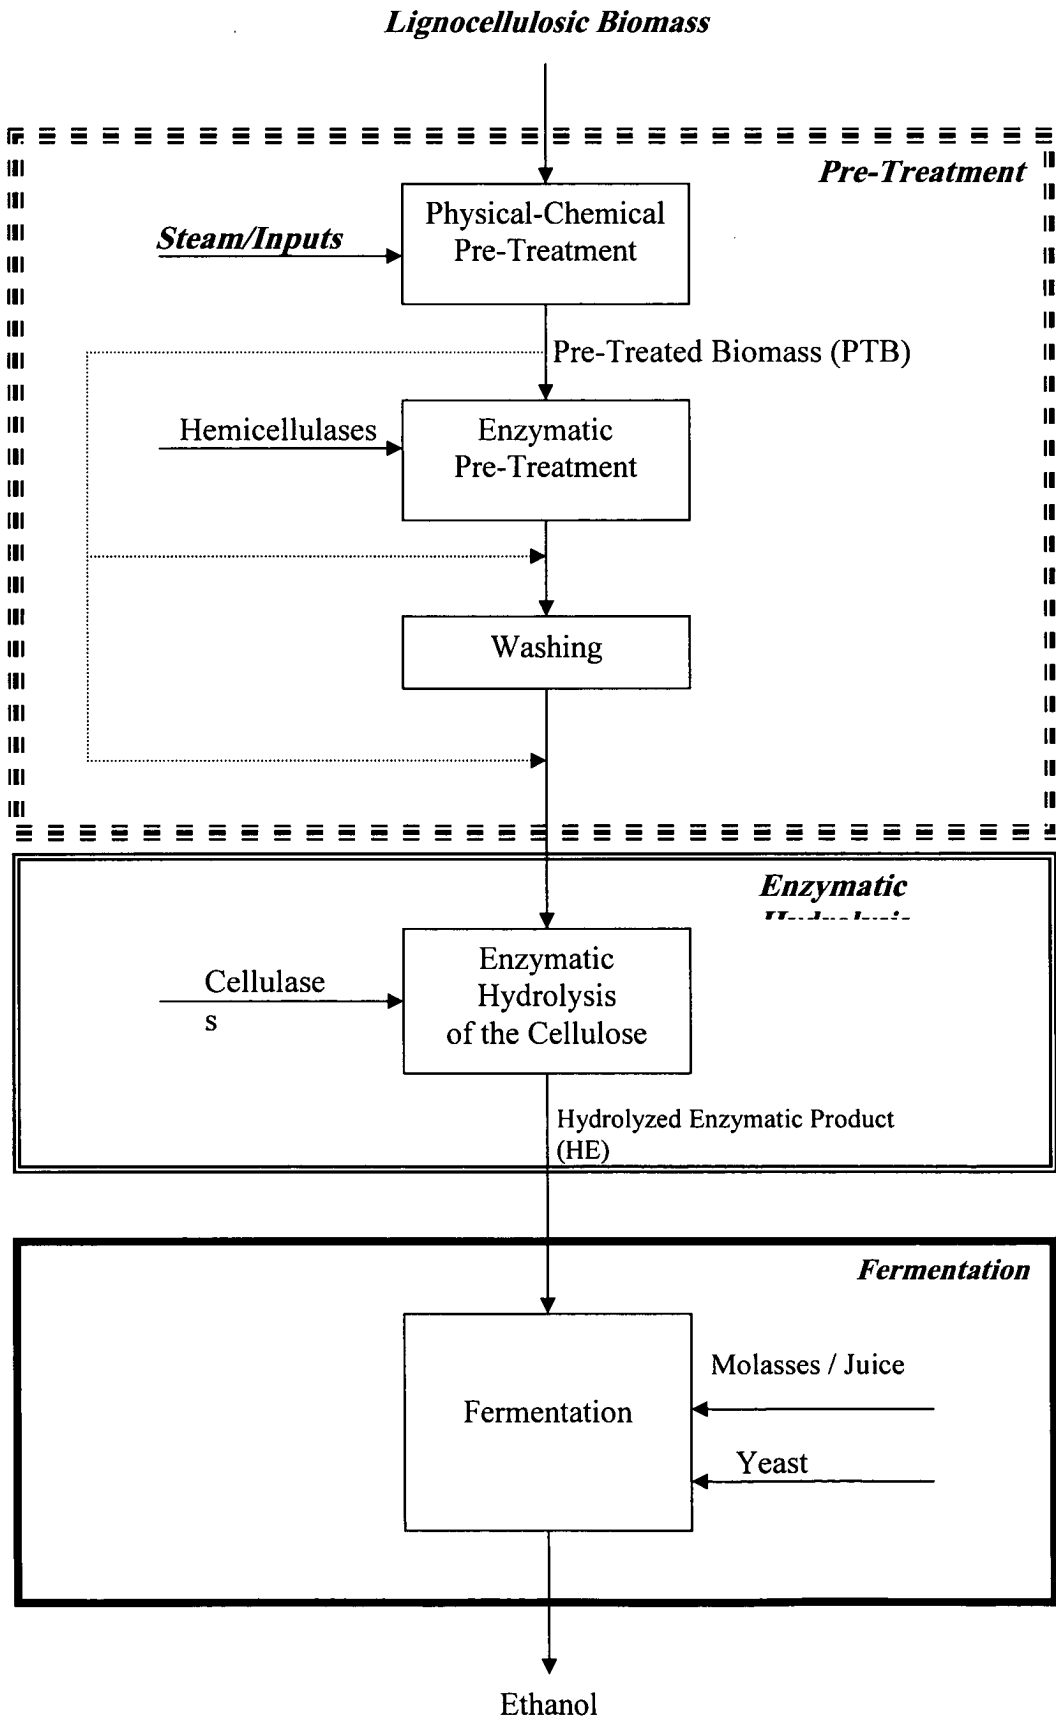 Lignocellulosic Biomass
Pre-Treatment
Physical-Chemical
Pre-Treatment
Steam/Inputs
Pre-Treated Biomass (PTB)
Hemicellulases
Enzymatic
Pre-Treatment
Washing
Enzymatic
Enzymatic
Hydrolysis
of the Cellulose
Cellulase
s
Hydrolyzed Enzymatic Product
(HE)
Fermentation
Molasses / Juice
Fermentation
Yeast
Ethanol